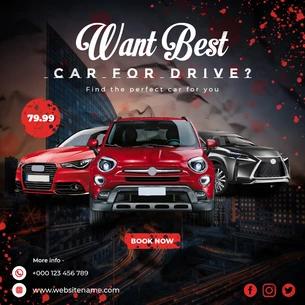 Want Best
CAR FOR DRIVE?
Find the perfect car for you
79.99
BOOK NOW
More info -
+000 123 456 789
www.websitename.com